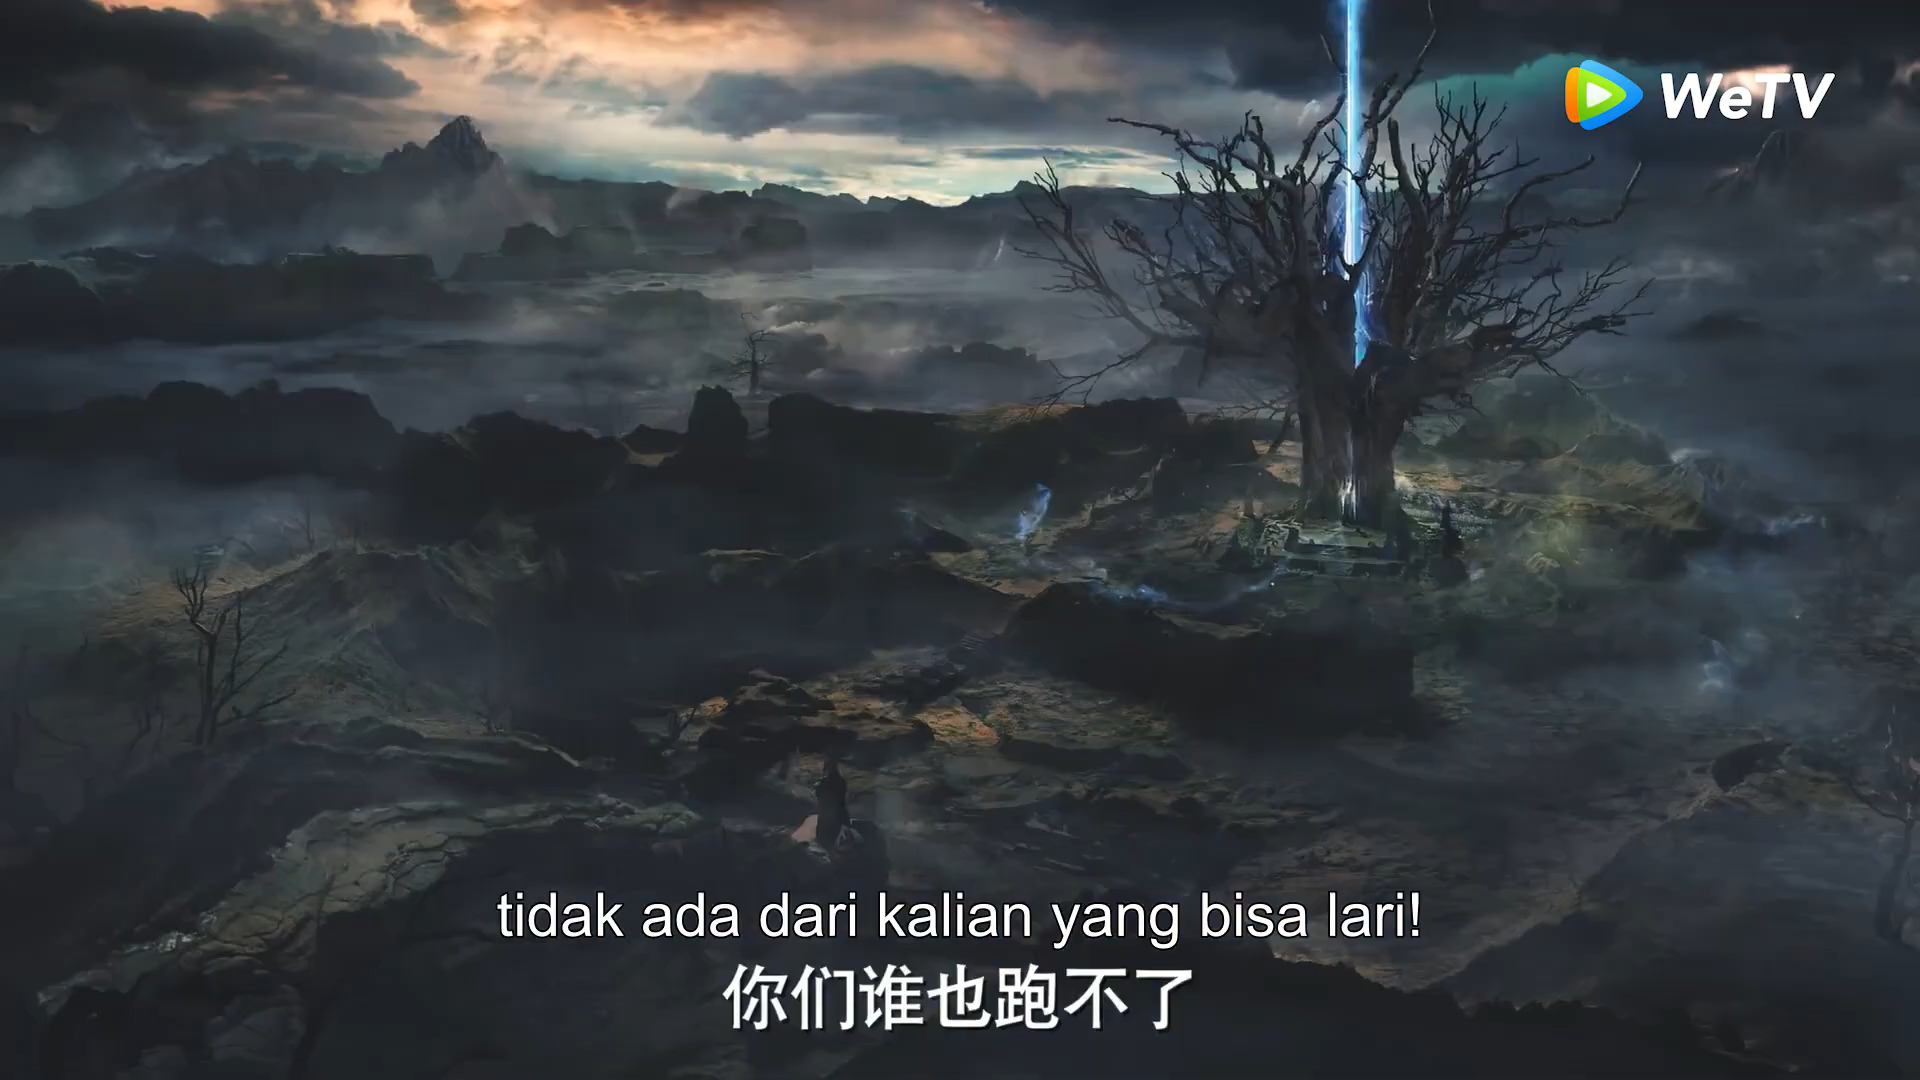 WeTV
tidak ada dari kalian yang bisa lari!
你们谁也跑不了